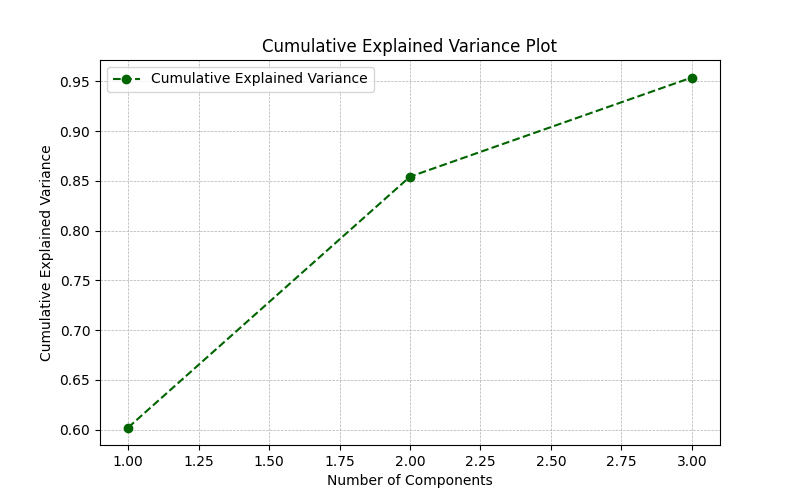 Cumulative Explained Variance Plot
Cumulative Explained Variance
Cumulative Explained Variance
0.95
0.90
0.85
0.80
0.75
0.70
0.65
0.60
1.00 1.25 1.50 1.75 2.00 2.25 2.50 2.75 3.00
Number of Components